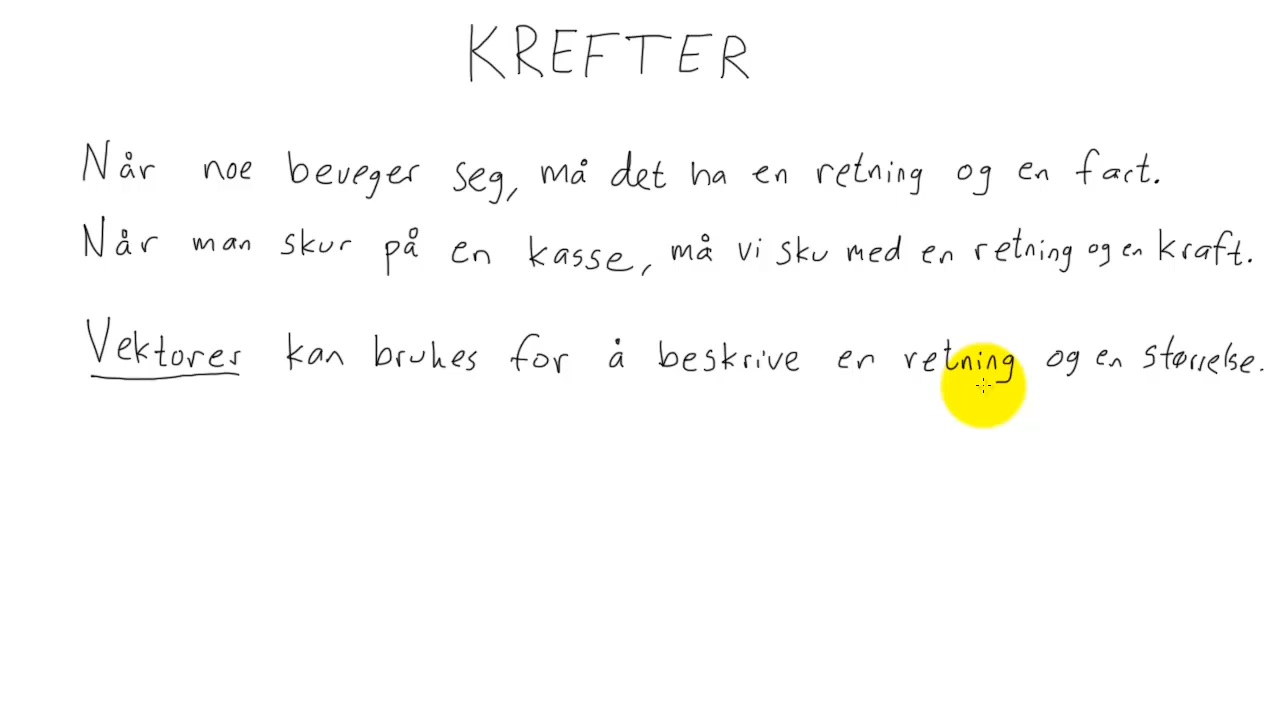 KREFTER
Når noe beveger seg, må det ha en retning og en fart.
Når man skur på en kasse, må vi sku med en retning og en kraft.
Vektorer kan brukes for å beskrive en retning og en størrelse.